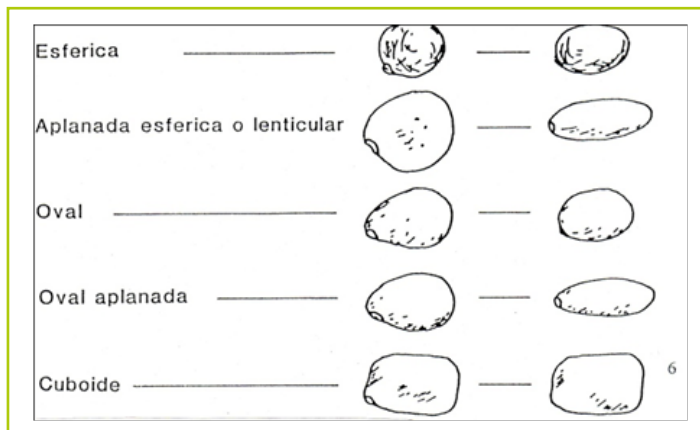 Esferica
Aplanada esferica o lenticular
Oval
Oval aplanada
Cuboide
6